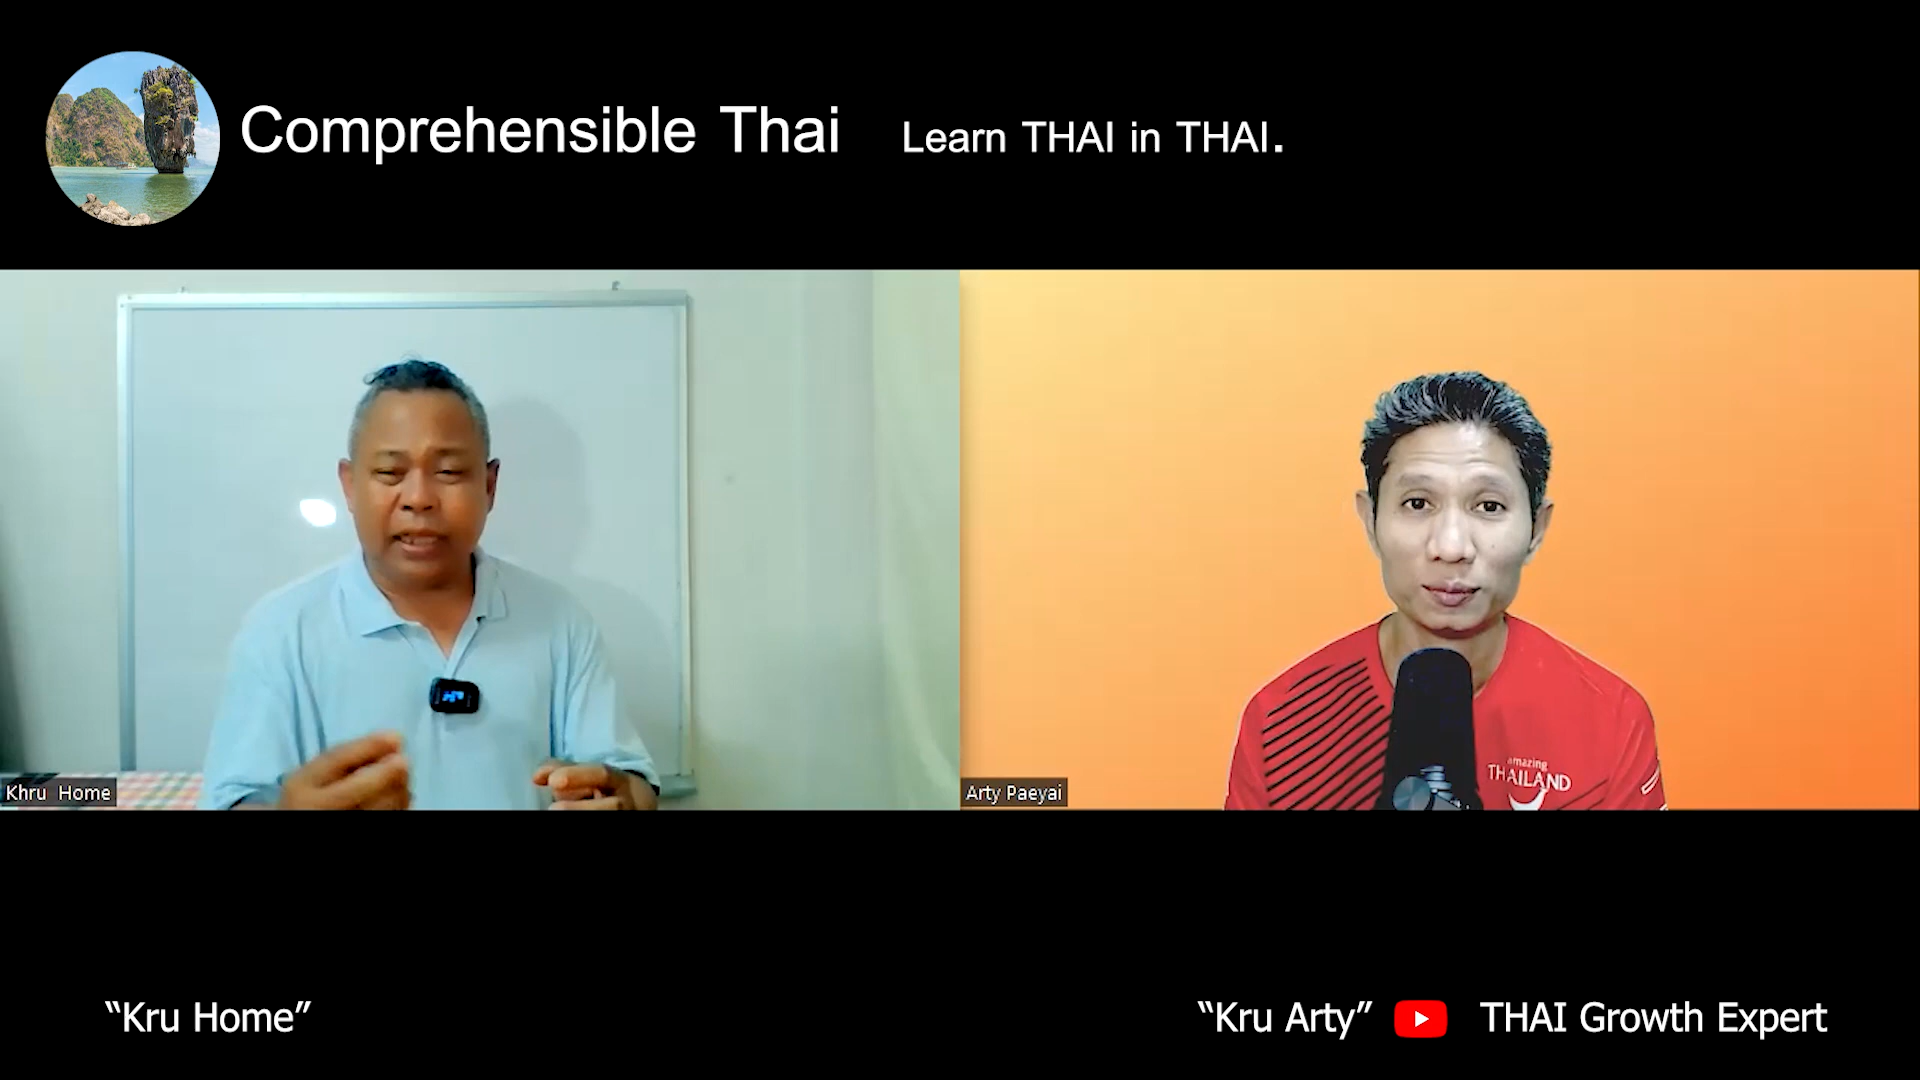 Comprehensible Thai Learn THAI in THAI.
amazing
THAILAND
Khru Home
Arty Paeyai
“Kru Home”
“Kru Arty” THAI Growth Expert